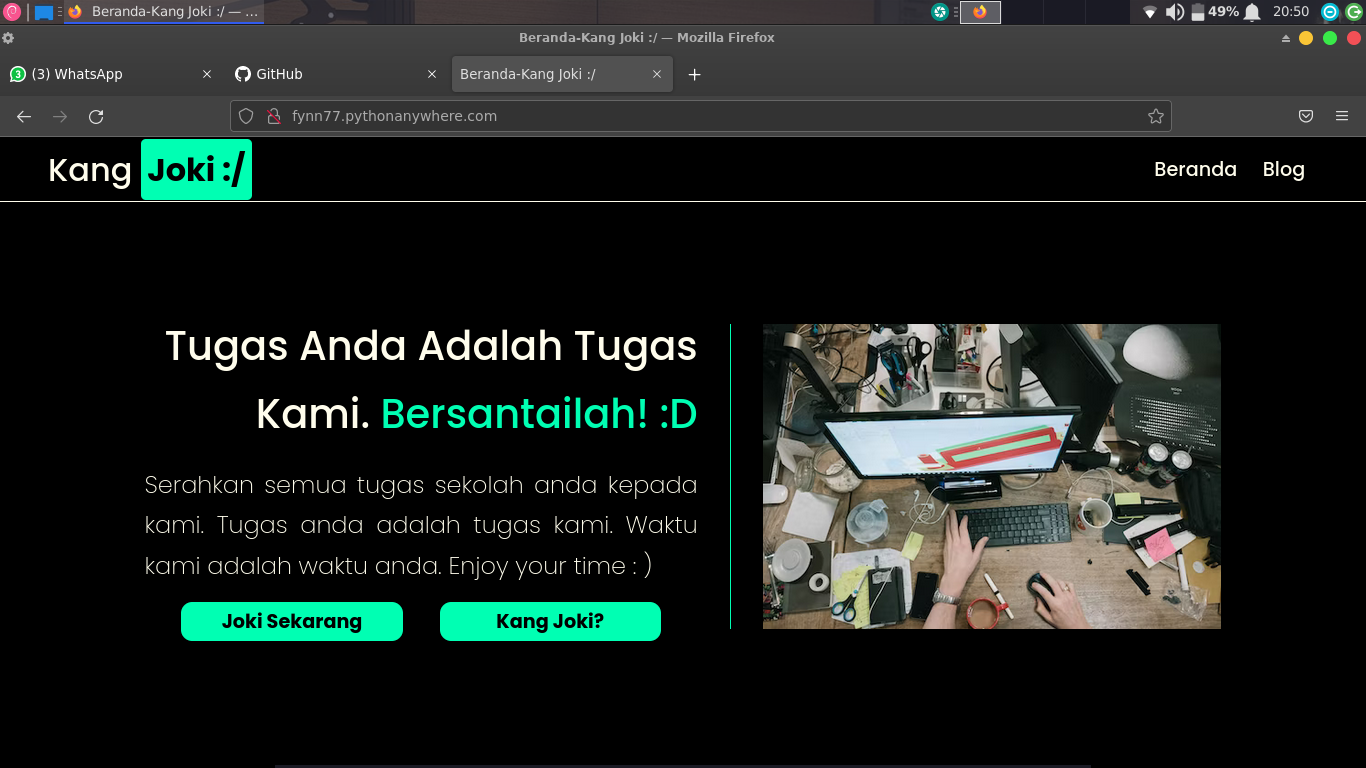 Beranda-Kang Joki :/ — ...
49%
20:50
Beranda-Kang Joki :/ — Mozilla Firefox
3 (3) WhatsApp
GitHub
Beranda-Kang Joki :/
fynn77.pythonanywhere.com
Kang Joki :/
Beranda Blog
Tugas Anda Adalah Tugas
Kami. Bersantailah! :D
Serahkan semua tugas sekolah anda kepada
kami. Tugas anda adalah tugas kami. Waktu
kami adalah waktu anda. Enjoy your time : )
Joki Sekarang
Kang Joki?